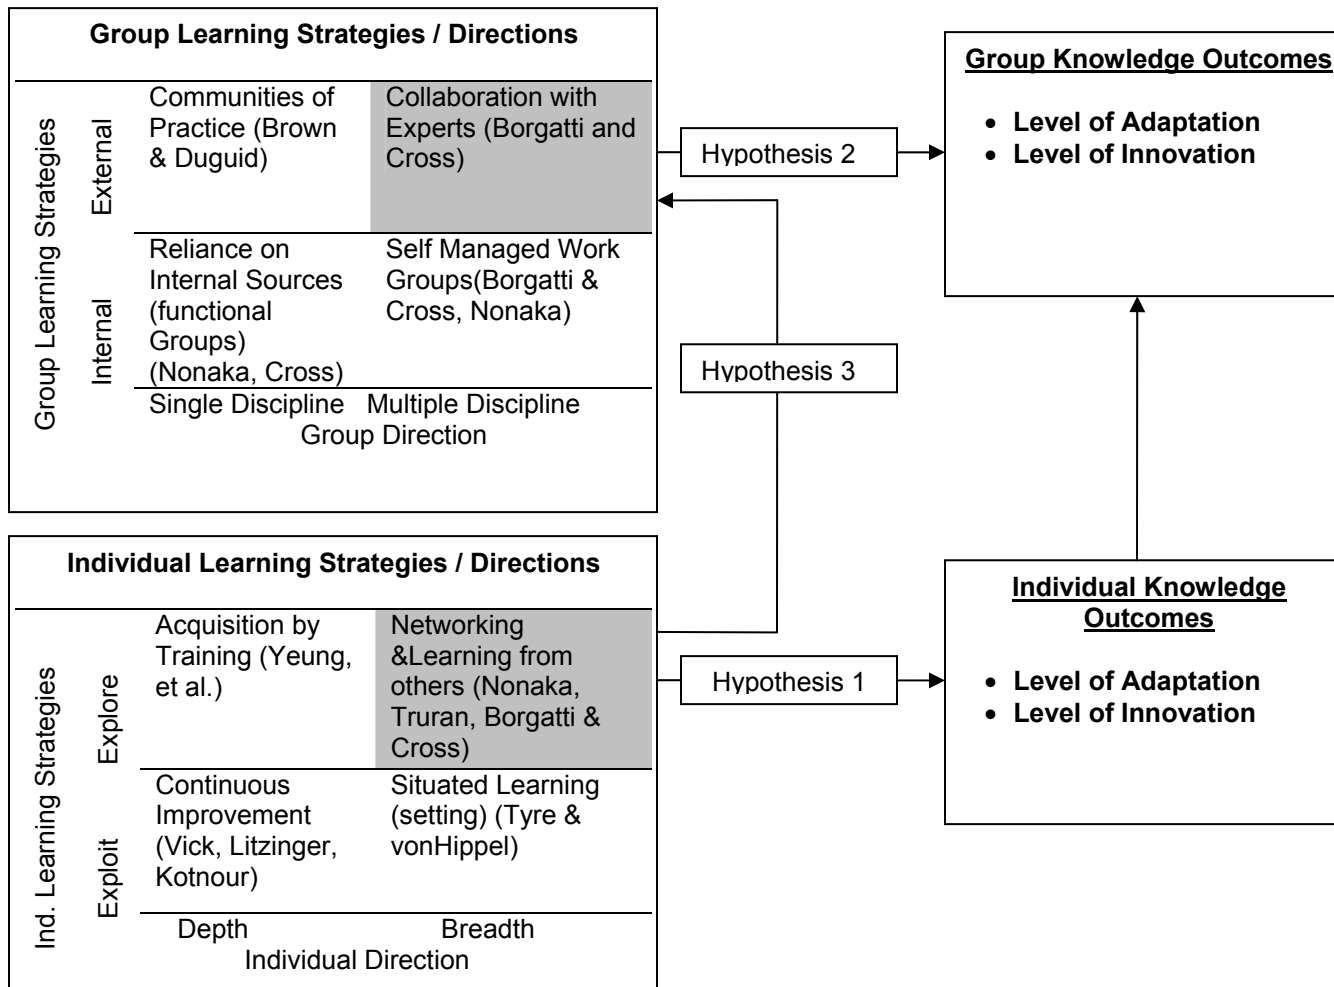 Group Learning Strategies / Directions
Group Learning Strategies
External
Internal
Communities of
Practice (Brown
& Duguid)
Collaboration with
Experts (Borgatti and
Cross)
Reliance on
Internal Sources
(functional
Groups)
(Nonaka, Cross)
Self Managed Work
Groups(Borgatti &
Cross, Nonaka)
Single Discipline Multiple Discipline
Group Direction
Hypothesis 2
Hypothesis 3
Group Knowledge Outcomes
• Level of Adaptation
• Level of Innovation
Individual Learning Strategies / Directions
Ind. Learning Strategies
Explore
Exploit
Acquisition by
Training (Yeung,
et al.)
Networking
&Learning from
others (Nonaka,
Truran, Borgatti &
Cross)
Continuous
Improvement
(Vick, Litzinger,
Kotnour)
Situated Learning
(setting) (Tyre &
vonHippel)
Depth Breadth
Individual Direction
Hypothesis 1
Individual Knowledge
Outcomes
• Level of Adaptation
• Level of Innovation